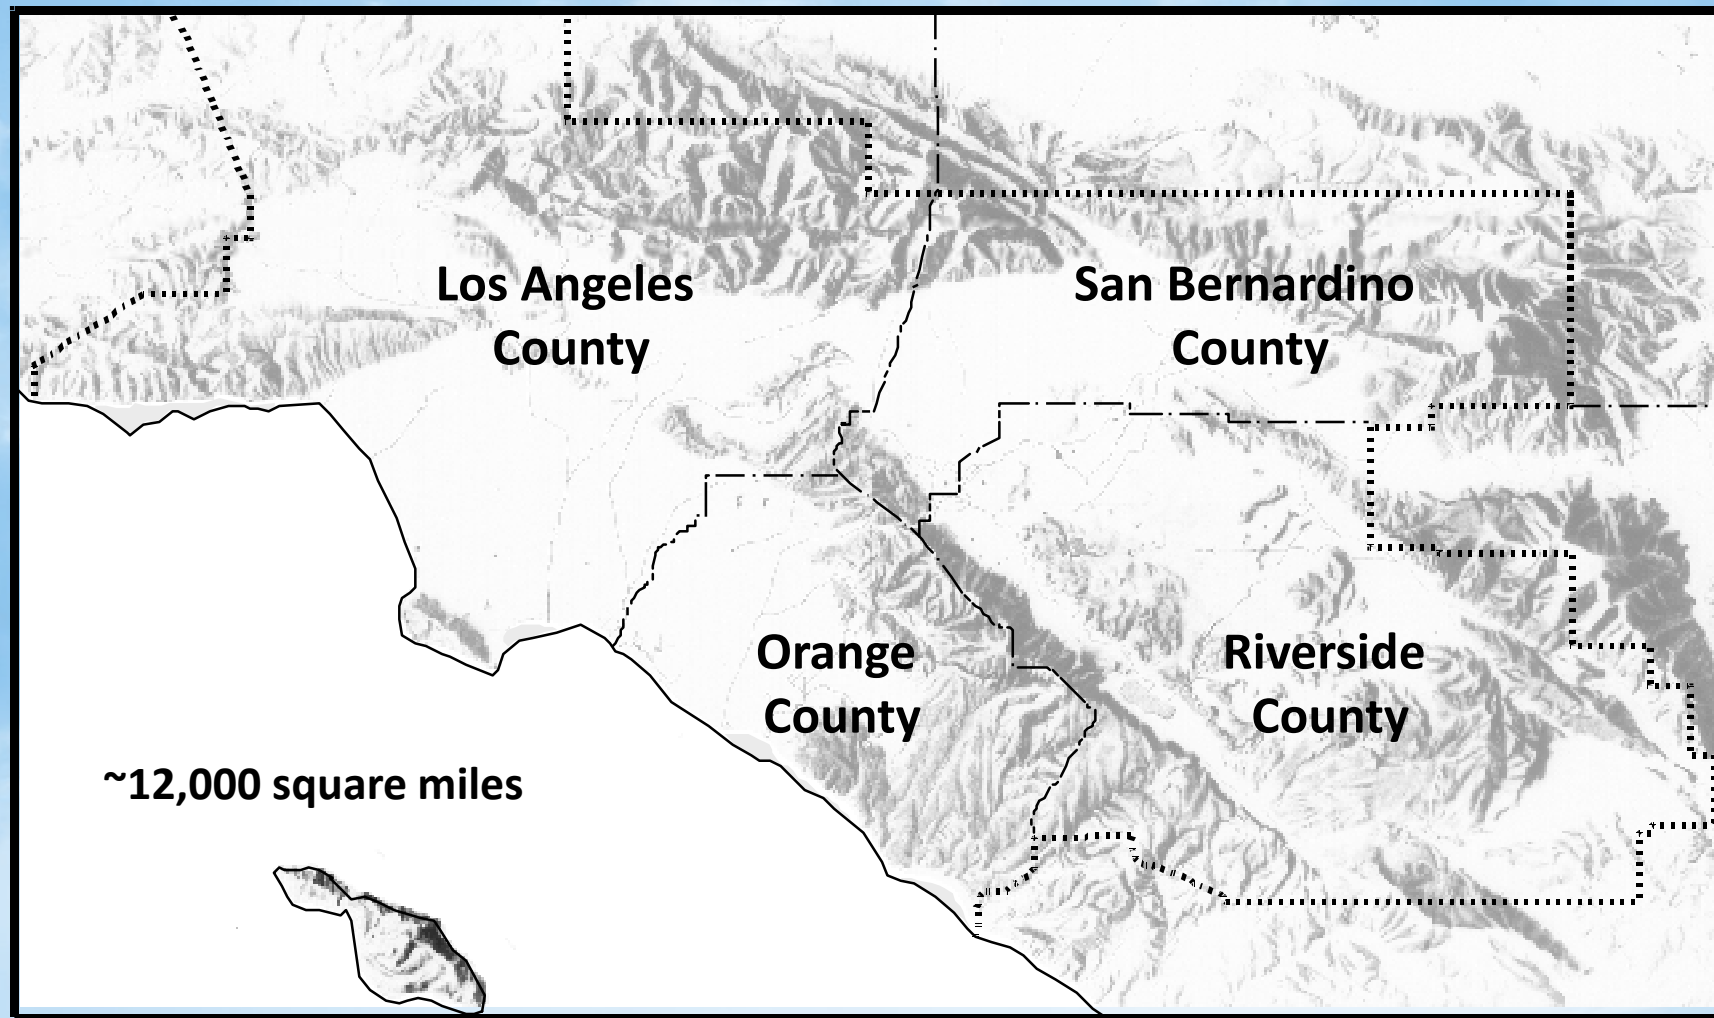 Los Angeles
County
San Bernardino
County
Orange
County
Riverside
County
~12,000 square miles